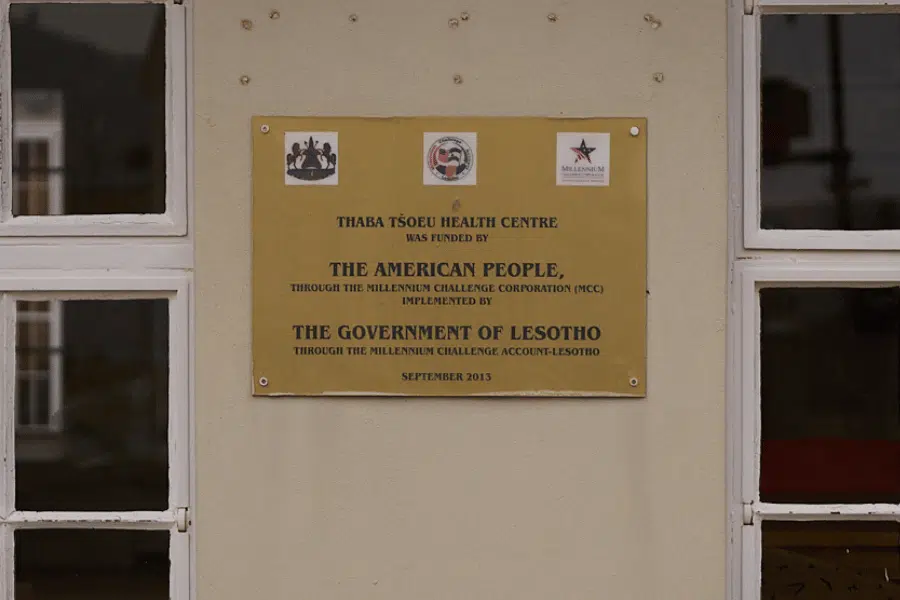 MILLENNIUM
THABA TŠOEU HEALTH CENTRE
WAS FUNDED BY
THE AMERICAN PEOPLE,
THROUGH THE MILLENNIUM CHALLENGE CORPORATION (MCC)
IMPLEMENTED BY
THE GOVERNMENT OF LESOTHO
THROUGH THE MILLENNIUM CHALLENGE ACCOUNT-LESOTHO
SEPTEMBER 2013